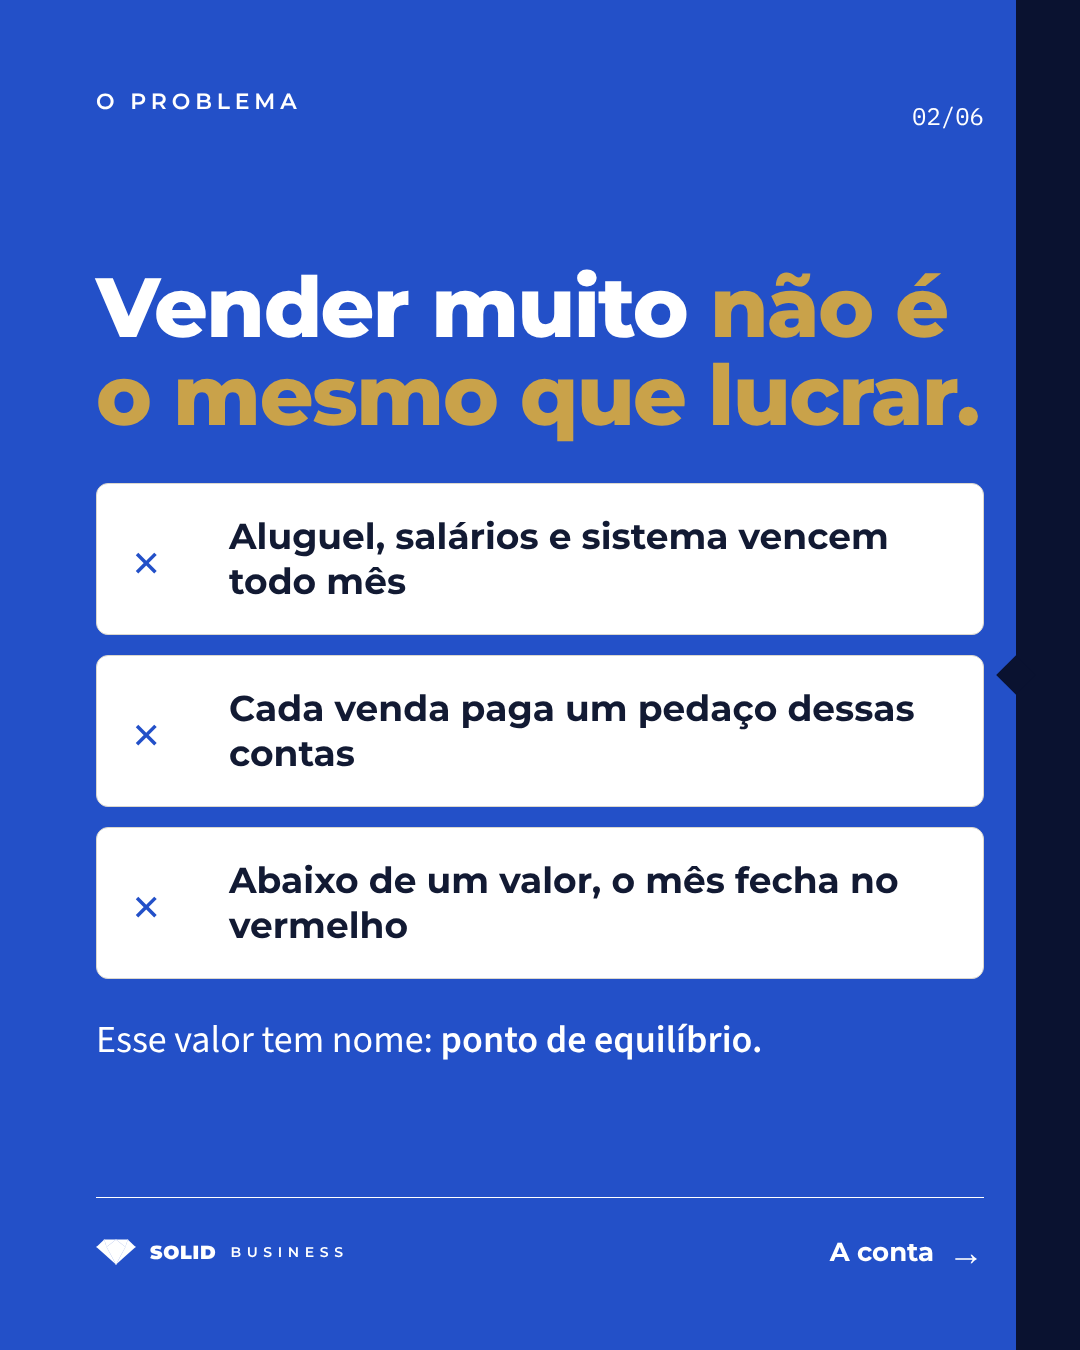 O PROBLEMA
02/06
Vender muito não é
o mesmo que lucrar.
✕ Aluguel, salários e sistema vencem
todo mês
✕ Cada venda paga um pedaço dessas
contas
✕ Abaixo de um valor, o mês fecha no
vermelho
Esse valor tem nome: ponto de equilíbrio.
SOLID BUSINESS
A conta →